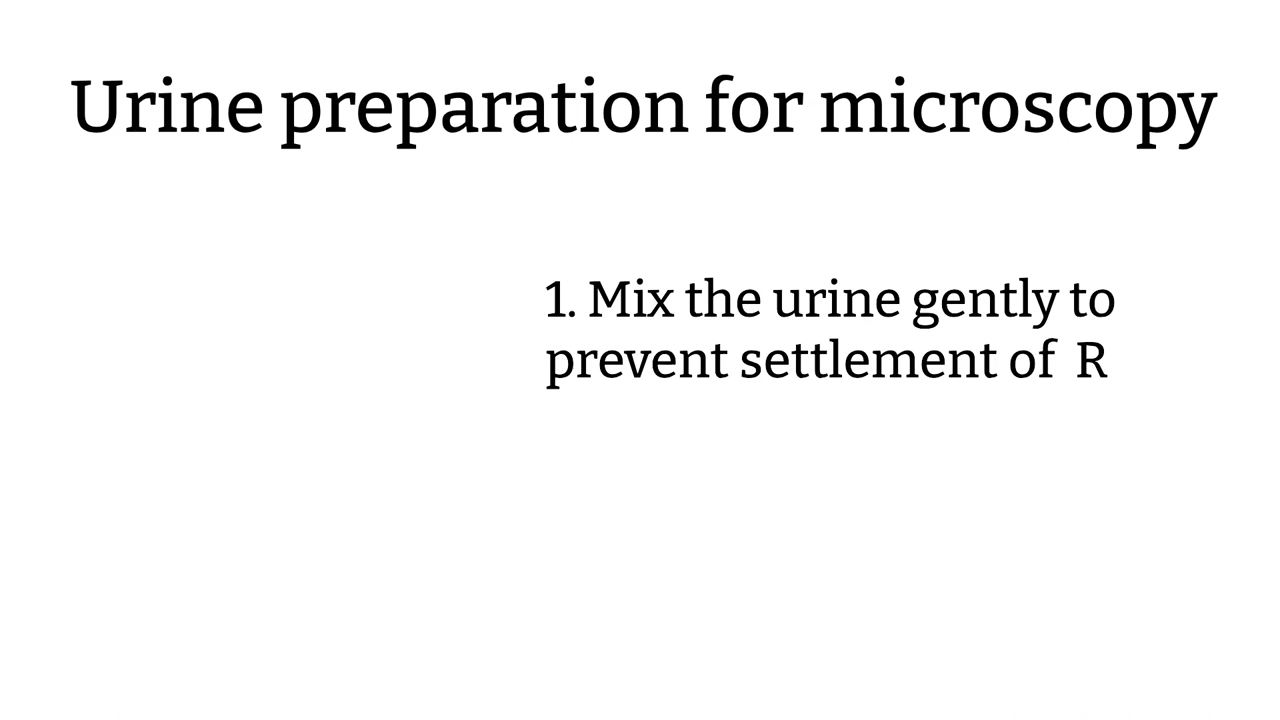 Urine preparation for microscopy
1. Mix the urine gently to
prevent settlement of  R